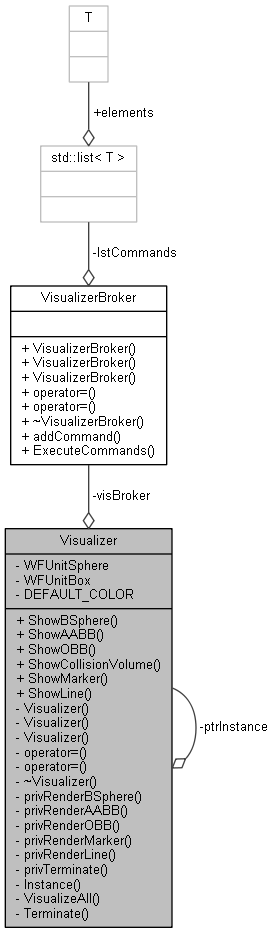 T
+elements
std::list< T >
-lstCommands
VisualizerBroker
+ VisualizerBroker()
+ VisualizerBroker()
+ VisualizerBroker()
+ operator=()
+ operator=()
+ ~VisualizerBroker()
+ addCommand()
+ ExecuteCommands()
-visBroker
Visualizer
- WFUnitSphere
- WFUnitBox
- DEFAULT_COLOR
+ ShowBSphere()
+ ShowAABB()
+ ShowOBB()
+ ShowCollisionVolume()
+ ShowMarker()
+ ShowLine()
- Visualizer()
- Visualizer()
- Visualizer()
- operator=()
- operator=()
- ~Visualizer()
- privRenderBSphere()
- privRenderAABB()
- privRenderOBB()
- privRenderMarker()
- privRenderLine()
- privTerminate()
- Instance()
- VisualizeAll()
- Terminate()
-ptrInstance